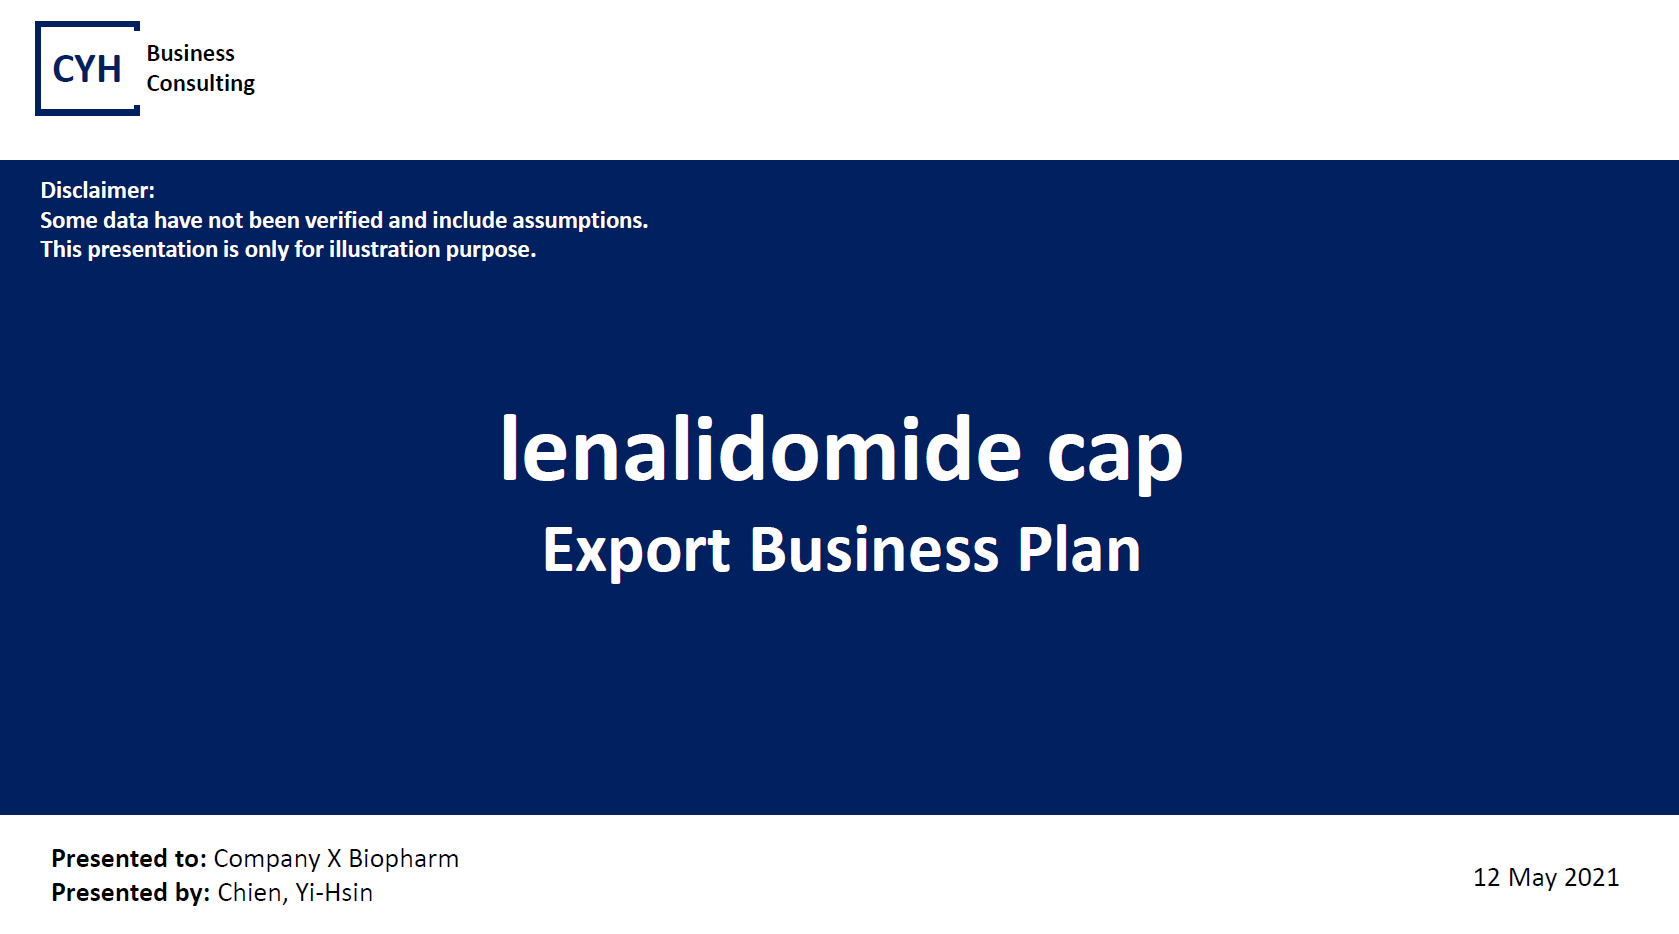 CYH
Business
Consulting
Disclaimer:
Some data have not been verified and include assumptions.
This presentation is only for illustration purpose.
lenalidomide cap
Export Business Plan
Presented to: Company X Biopharm
Presented by: Chien, Yi-Hsin
12 May 2021